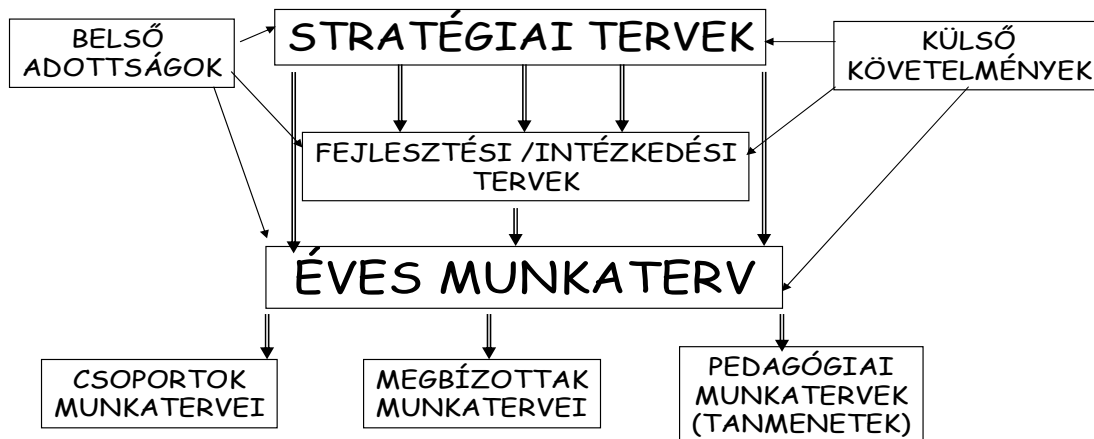 BELSŐ
ADOTTSÁGOK
STRATÉGIAI TERVEK
KÜLSŐ
KÖVETELMÉNYEK
FEJLESZTÉSI /INTÉZKEDÉSI
TERVEK
ÉVES MUNKATERV
CSOPORTOK
MUNKATERVEI
MEGBÍZOTTAK
MUNKATERVEI
PEDAGÓGIAI
MUNKATERVEK
(TANMENETEK)